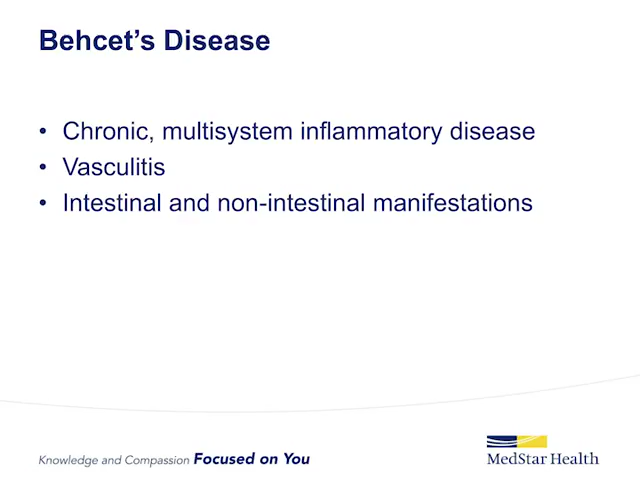 Behcet's Disease
• Chronic, multisystem inflammatory disease
• Vasculitis
• Intestinal and non-intestinal manifestations
Knowledge and Compassion Focused on You
MedStar Health